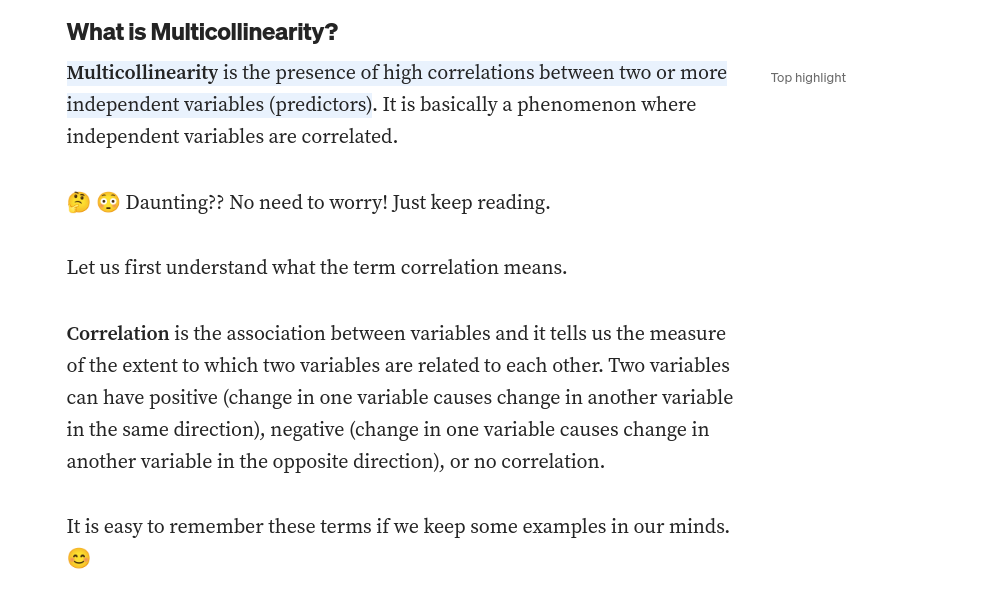 What is Multicollinearity?
Multicollinearity is the presence of high correlations between two or more
independent variables (predictors). It is basically a phenomenon where
independent variables are correlated.
Top highlight
🤔 😳 Daunting?? No need to worry! Just keep reading.
Let us first understand what the term correlation means.
Correlation is the association between variables and it tells us the measure
of the extent to which two variables are related to each other. Two variables
can have positive (change in one variable causes change in another variable
in the same direction), negative (change in one variable causes change in
another variable in the opposite direction), or no correlation.
It is easy to remember these terms if we keep some examples in our minds.
😊